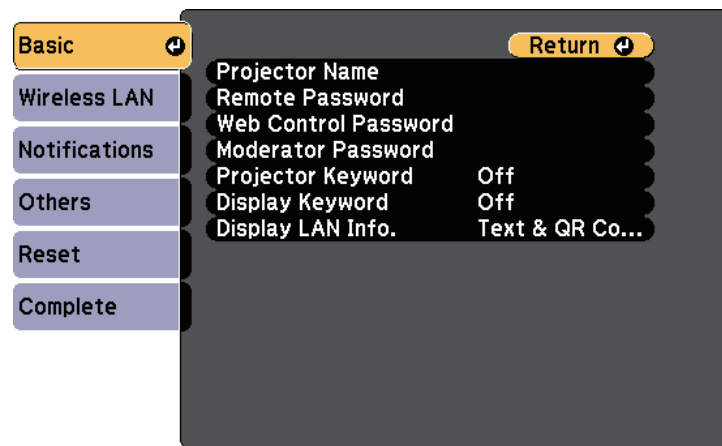 Basic
Wireless LAN
Notifications
Others
Reset
Complete
Return
Projector Name
Remote Password
Web Control Password
Moderator Password
Projector Keyword Off
Display Keyword Off
Display LAN Info. Text & QR Co...